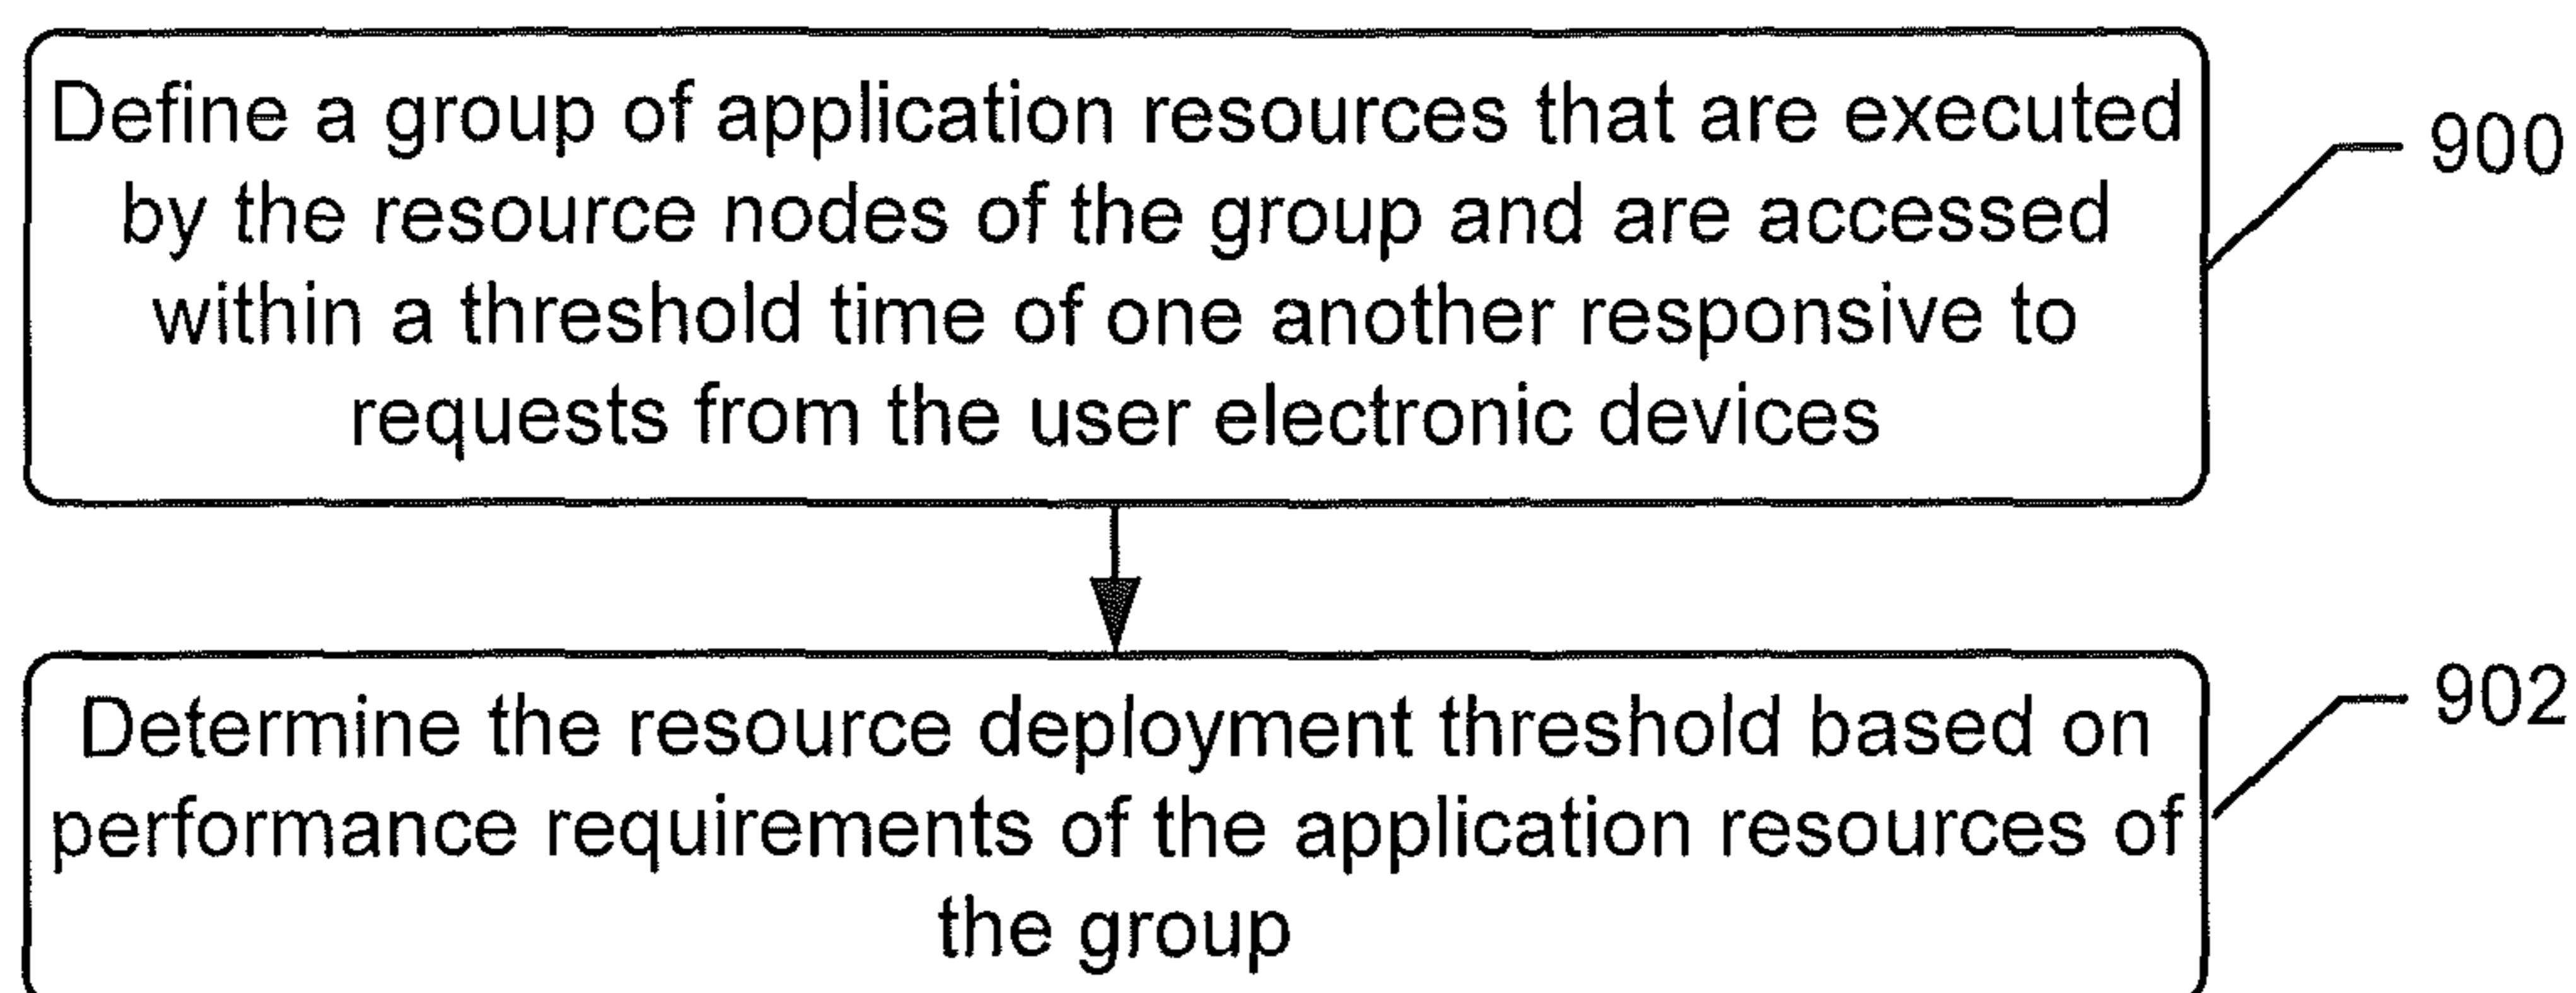 Define a group of application resources that are executed
by the resource nodes of the group and are accessed
within a threshold time of one another responsive to
requests from the user electronic devices
900
Determine the resource deployment threshold based on
performance requirements of the application resources of
the group
902